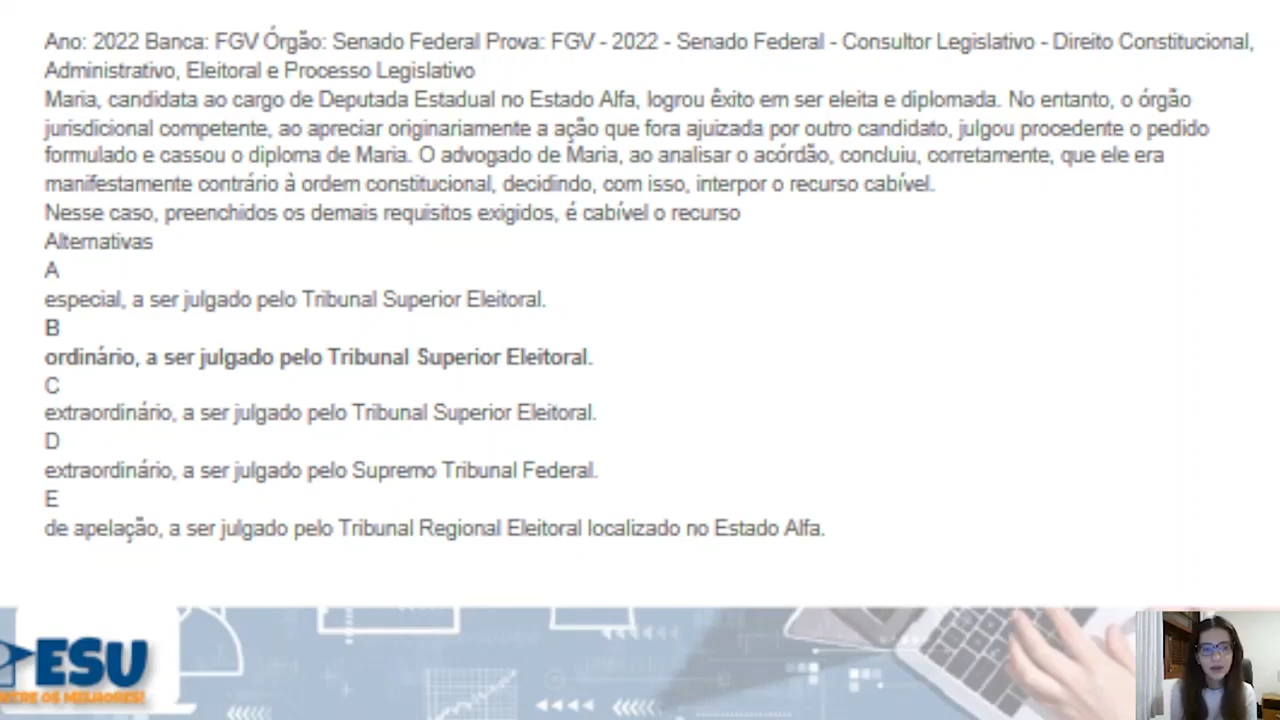 Ano: 2022 Banca: FGV Órgão: Senado Federal Prova: FGV - 2022 - Senado Federal - Consultor Legislativo - Direito Constitucional,
Administrativo, Eleitoral e Processo Legislativo
Maria, candidata ao cargo de Deputada Estadual no Estado Alfa, logrou êxito em ser eleita e diplomada. No entanto, o órgão
jurisdicional competente, ao apreciar originariamente a ação que fora ajuizada por outro candidato, julgou procedente o pedido
formulado e cassou o diploma de Maria. O advogado de Maria, ao analisar o acórdão, concluiu, corretamente, que ele era
manifestamente contrário à ordem constitucional, decidindo, com isso, interpor o recurso cabível.
Nesse caso, preenchidos os demais requisitos exigidos, é cabível o recurso
Alternativas
A
especial, a ser julgado pelo Tribunal Superior Eleitoral.
B
ordinário, a ser julgado pelo Tribunal Superior Eleitoral.
C
extraordinário, a ser julgado pelo Tribunal Superior Eleitoral.
D
extraordinário, a ser julgado pelo Supremo Tribunal Federal.
E
de apelação, a ser julgado pelo Tribunal Regional Eleitoral localizado no Estado Alfa.
ESU
OS MELHORES!